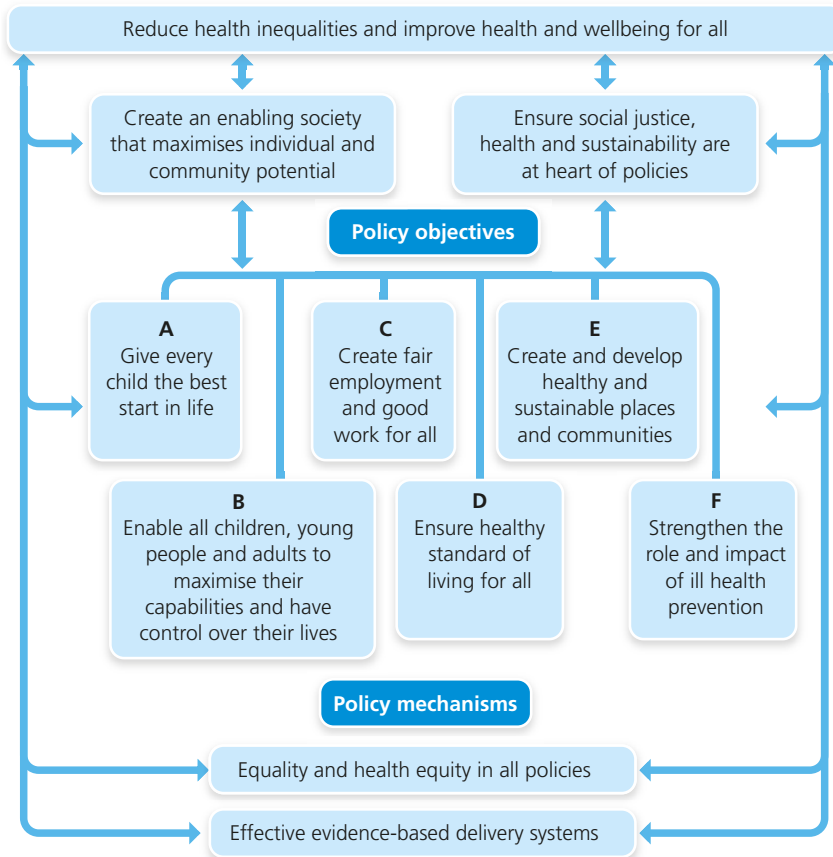 Reduce health inequalities and improve health and wellbeing for all
Create an enabling society
that maximises individual and
community potential
Ensure social justice,
health and sustainability are
at heart of policies
Policy objectives
A
Give every
child the best
start in life
C
Create fair
employment
and good
work for all
E
Create and develop
healthy and
sustainable places
and communities
B
Enable all children, young
people and adults to
maximise their
capabilities and have
control over their lives
D
Ensure healthy
standard of
living for all
F
Strengthen the
role and impact
of ill health
prevention
Policy mechanisms
Equality and health equity in all policies
Effective evidence-based delivery systems